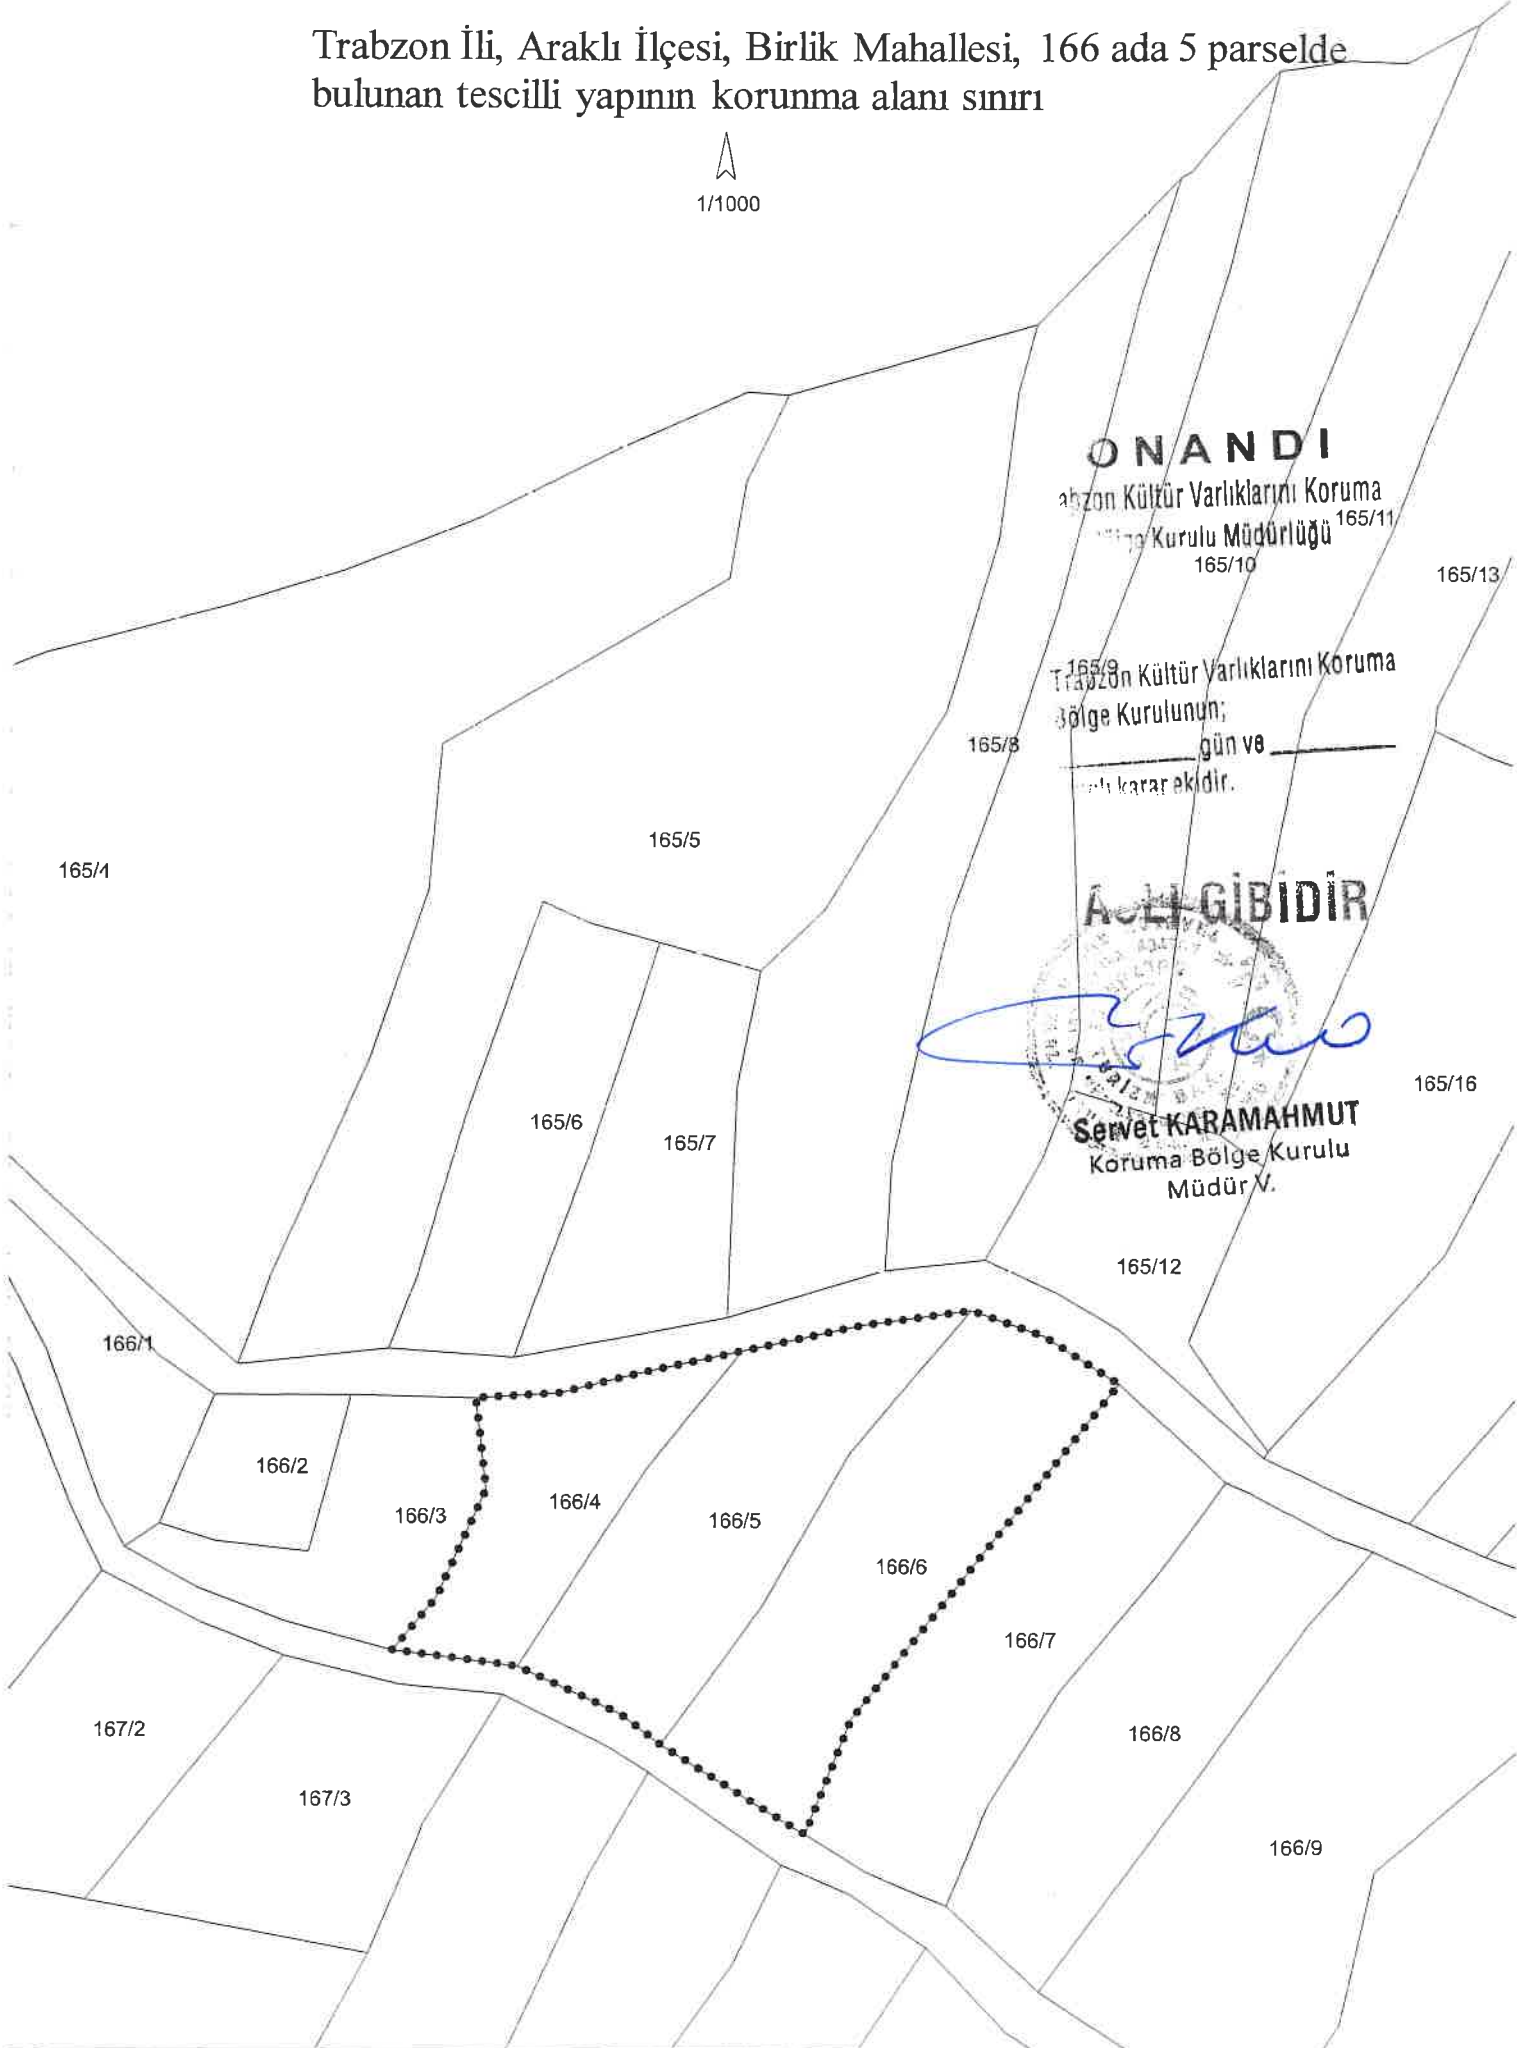 Trabzon İli, Araklı İlçesi, Birlik Mahallesi, 166 ada 5 parselde
bulunan tescilli yapının korunma alanı sınırı
1/1000
ONANDI
Kültür Varlıklarını Koruma
Kurulu Müdürlüğü
165/11
165/10
165/13
165/9
Trabzon Kültür Varlıklarını Koruma
Bölge Kurulunun;
165/8
gün ve
karar ekidir.
165/5
165/4
ASLI GİBİDİR
165/6
165/7
165/16
Servet KARAMAHMUT
Koruma Bölge Kurulu
Müdür V.
165/12
166/1
166/2
166/3
166/4
166/5
166/6
166/7
167/2
166/8
167/3
166/9